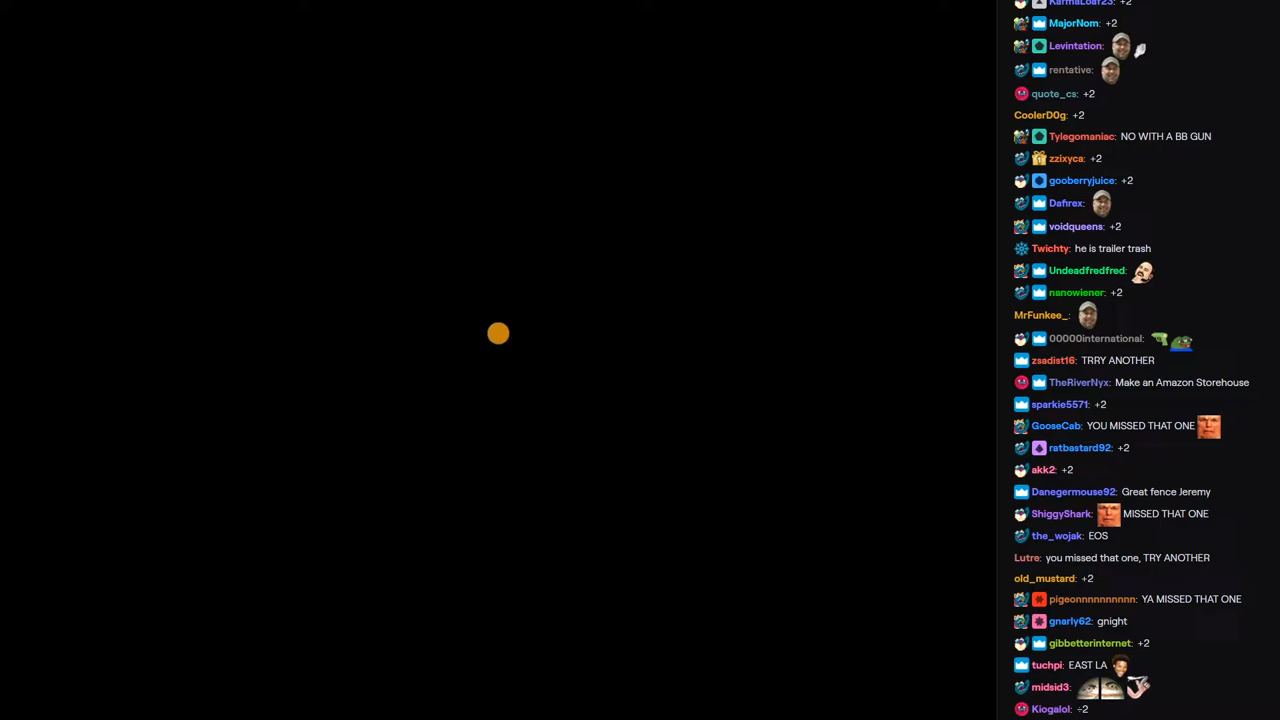 KarmaLoaf23: +2
MajorNom: +2
Levintation:
rentative:
quote_cs: +2
CoolerD0g: +2
Tylegomaniac: NO WITH A BB GUN
zzixyca: +2
gooberryjuice: +2
Dafirex:
voidqueens: +2
Twichty: he is trailer trash
Undeadfredfred:
nanowiener: +2
MrFunkee_:
00000international:
zsadist16: TRRY ANOTHER
TheRiverNyx: Make an Amazon Storehouse
sparkie5571: +2
GooseCab: YOU MISSED THAT ONE
ratbastard92: +2
akk2: +2
Danegermouse92: Great fence Jeremy
ShiggyShark: MISSED THAT ONE
the_wojak: EOS
Lutre: you missed that one, TRY ANOTHER
old_mustard: +2
pigeonnnnnnnnnn: YA MISSED THAT ONE
gnarly62: gnight
gibbetterinternet: +2
tuchpi: EAST LA
midsid3:
Kiogalol: ÷2